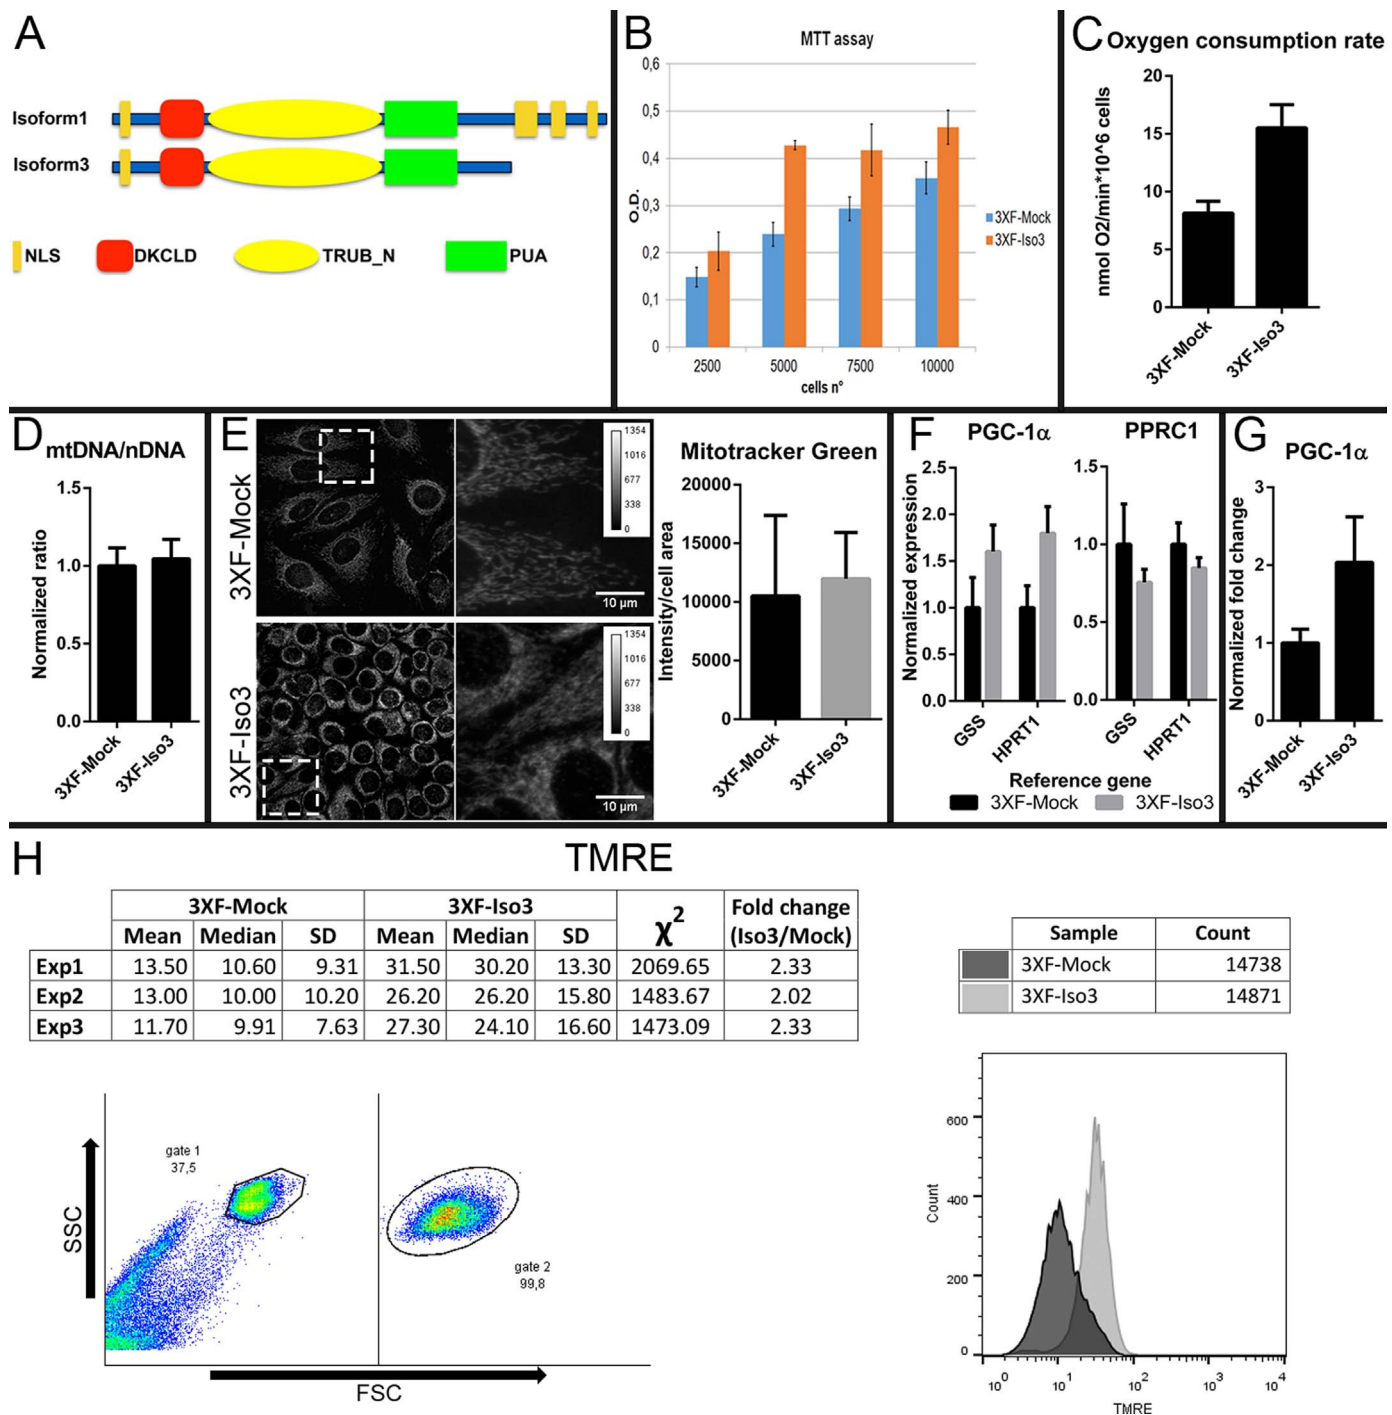 A
Isoform1
Isoform3
NLS DKCLD TRUB_N PUA
B
MTT assay
0,6
0,5
0,4
0,3
0,2
0,1
0
O.D.
2500 5000 7500 10000
cells n°
3XF-Mock
3XF-Iso3
C Oxygen consumption rate
nmol O2/min*10^6 cells
20
15
10
5
0
3XF-Mock 3XF-Iso3
D
mtDNA/nDNA
Normalized ratio
1.5
1.0
0.5
0.0
3XF-Mock 3XF-Iso3
E
3XF-Mock
1354
1016
677
338
0
10 µm
3XF-Iso3
1354
1016
677
338
0
10 µm
Mitotracker Green
Intensity/cell area
20000
15000
10000
5000
0
3XF-Mock 3XF-Iso3
F
PGC-1α PPRC1
Normalized expression
2.5
2.0
1.5
1.0
0.5
0.0
GSS HPRT1
1.5
1.0
0.5
0.0
GSS HPRT1
Reference gene
3XF-Mock 3XF-Iso3
G
PGC-1α
Normalized fold change
3
2
1
0
3XF-Mock 3XF-Iso3
H
TMRE
3XF-Mock 3XF-Iso3 χ2 Fold change
(Iso3/Mock)
Mean Median SD Mean Median SD
Exp1 13.50 10.60 9.31 31.50 30.20 13.30 2069.65 2.33
Exp2 13.00 10.00 10.20 26.20 26.20 15.80 1483.67 2.02
Exp3 11.70 9.91 7.63 27.30 24.10 16.60 1473.09 2.33
Sample Count
3XF-Mock 14738
3XF-Iso3 14871
SSC
gate 1
37,5
gate 2
99,8
FSC
Count
600
400
200
0
10^0 10^1 10^2 10^3 10^4
TMRE